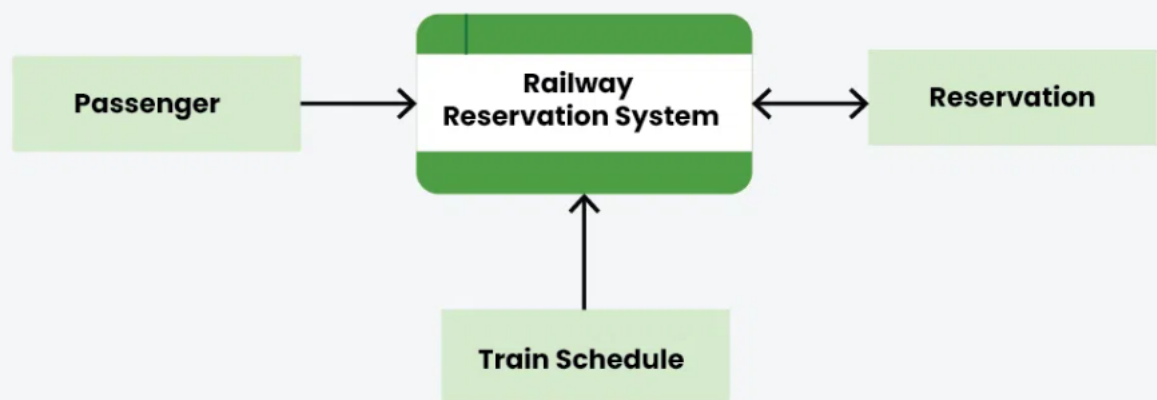 Passenger
Railway
Reservation System
Reservation
Train Schedule